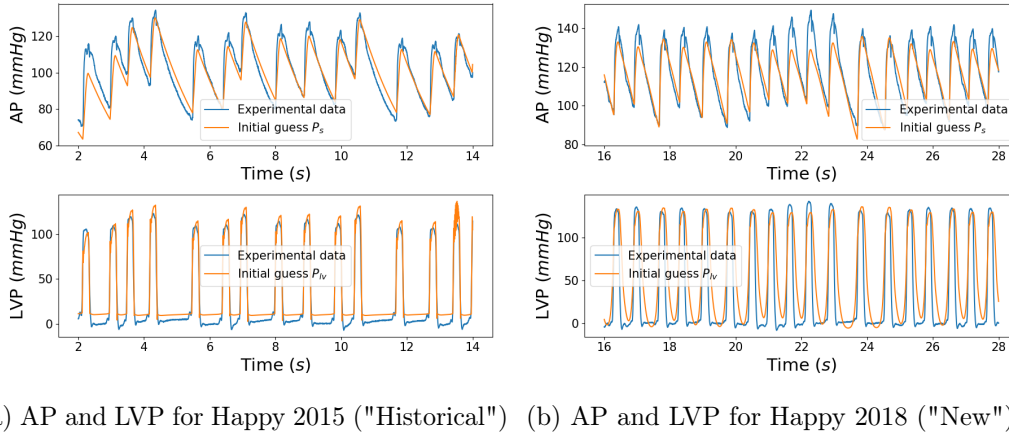 AP (mmHg)
120
100
80
60
Experimental data
Initial guess Ps
2 4 6 8 10 12 14
Time (s)
AP (mmHg)
140
120
100
80
Experimental data
Initial guess Ps
16 18 20 22 24 26 28
Time (s)
LVP (mmHg)
100
50
0
Experimental data
Initial guess Plv
2 4 6 8 10 12 14
Time (s)
LVP (mmHg)
100
50
0
Experimental data
Initial guess Plv
16 18 20 22 24 26 28
Time (s)
) AP and LVP for Happy 2015 ("Historical")
(b) AP and LVP for Happy 2018 ("New")